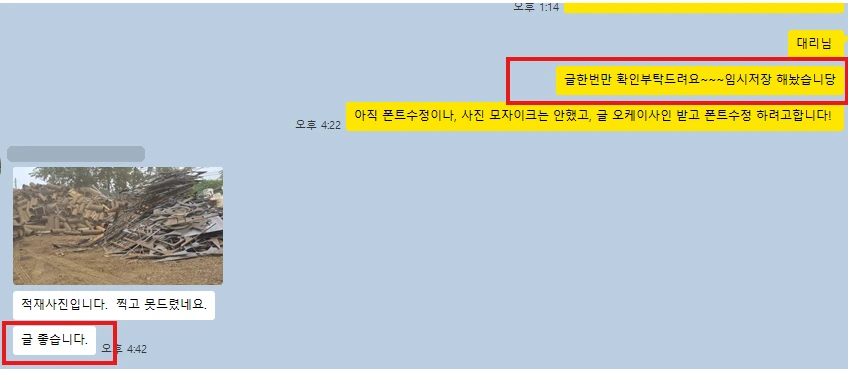 오후 1:14
대리님
글한번만 확인부탁드려요~~~임시저장 해놨습니당
아직 폰트수정이나, 사진 모자이크는 안했고, 글 오케이사인 받고 폰트수정 하려고합니다!
오후 4:22
적재사진입니다. 찍고 못드렸네요.
글 좋습니다.
오후 4:42